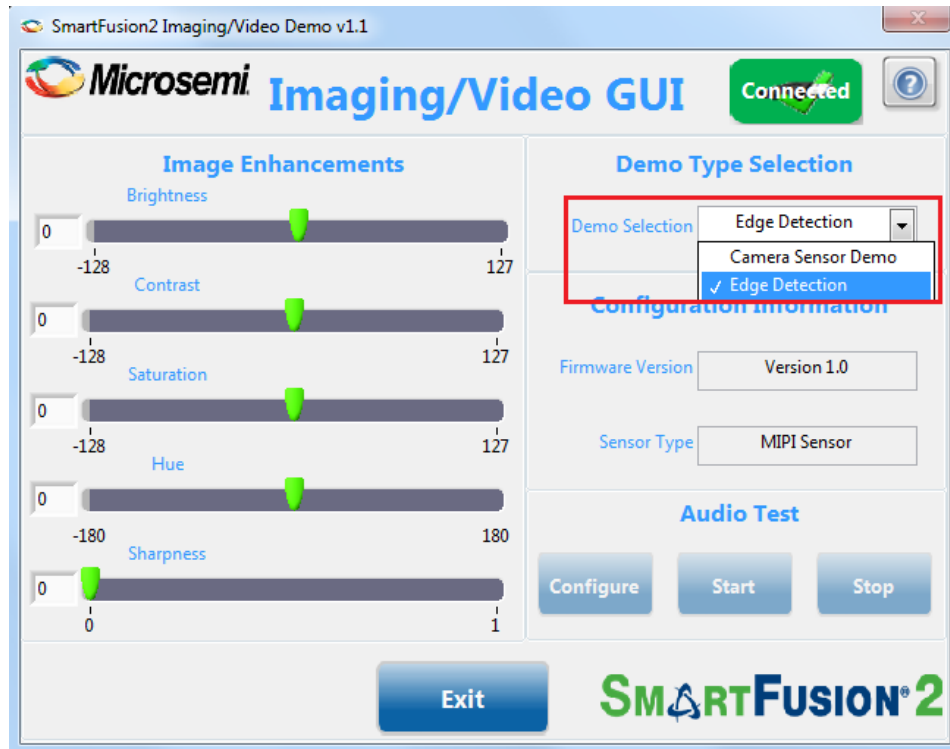 SmartFusion2 Imaging/Video Demo v1.1
Microsemi.
Imaging/Video GUI
Connected
Image Enhancements
Brightness
0
-128
127
Contrast
0
-128
127
Saturation
0
-128
127
Hue
0
-180
180
Sharpness
0
0
1
Demo Type Selection
Demo Selection
Edge Detection
Camera Sensor Demo
✓ Edge Detection
Configuration Information
Firmware Version
Version 1.0
Sensor Type
MIPI Sensor
Audio Test
Configure
Start
Stop
Exit
SMARTFUSION®2